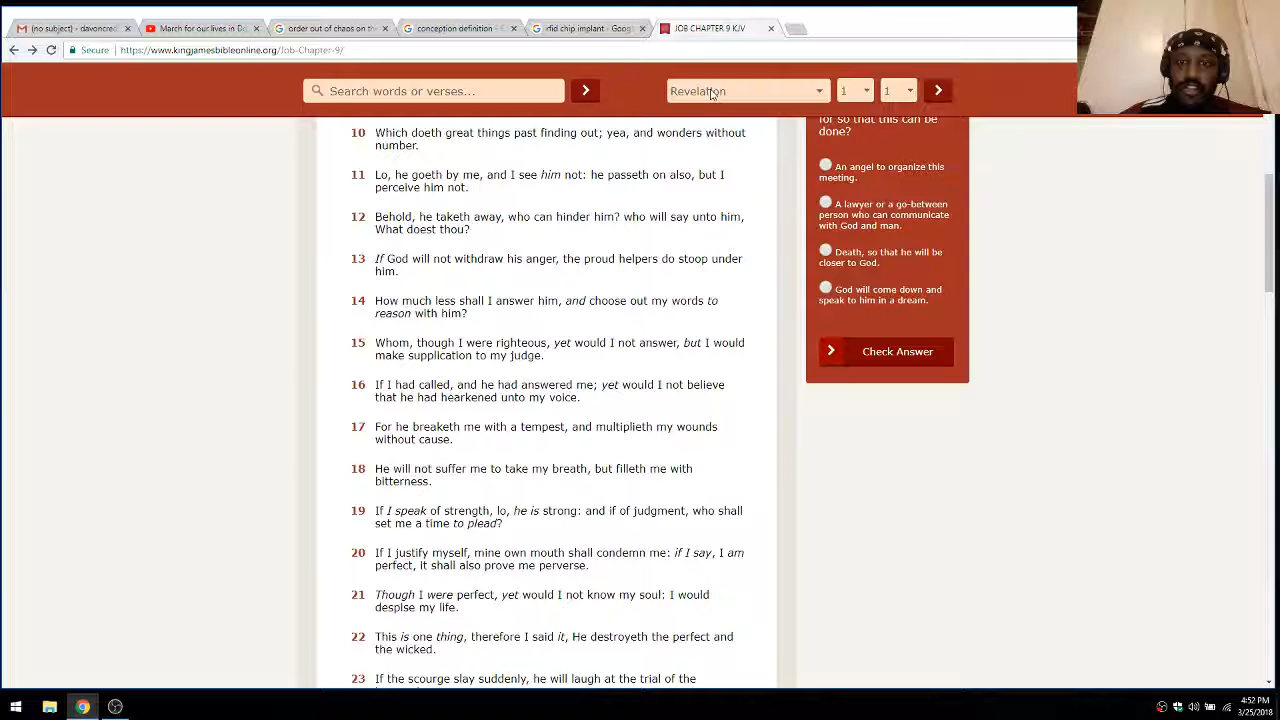 (no subject) - davonored
March for our lives in D
order out of chaos on th
conception definition -
rfid chip implant - Goog
JOB CHAPTER 9 KJV
Secure
https://www.kingjamesbibleonline.org/Job-Chapter-9/
Search words or verses...
Revelation
1
1
for so that this can be
done?
10 Which doeth great things past finding out; yea, and wonders without
number.
11 Lo, he goeth by me, and I see him not: he passeth on also, but I
perceive him not.
12 Behold, he taketh away, who can hinder him? who will say unto him,
What doest thou?
13 If God will not withdraw his anger, the proud helpers do stoop under
him.
14 How much less shall I answer him, and choose out my words to
reason with him?
15 Whom, though I were righteous, yet would I not answer, but I would
make supplication to my judge.
16 If I had called, and he had answered me; yet would I not believe
that he had hearkened unto my voice.
17 For he breaketh me with a tempest, and multiplieth my wounds
without cause.
18 He will not suffer me to take my breath, but filleth me with
bitterness.
19 If I speak of strength, lo, he is strong: and if of judgment, who shall
set me a time to plead?
20 If I justify myself, mine own mouth shall condemn me: if I say, I am
perfect, it shall also prove me perverse.
21 Though I were perfect, yet would I not know my soul: I would
despise my life.
22 This is one thing, therefore I said it, He destroyeth the perfect and
the wicked.
23 If the scourge slay suddenly, he will laugh at the trial of the
An angel to organize this
meeting.
A lawyer or a go-between
person who can communicate
with God and man.
Death, so that he will be
closer to God.
God will come down and
speak to him in a dream.
Check Answer
4:52 PM
3/25/2018